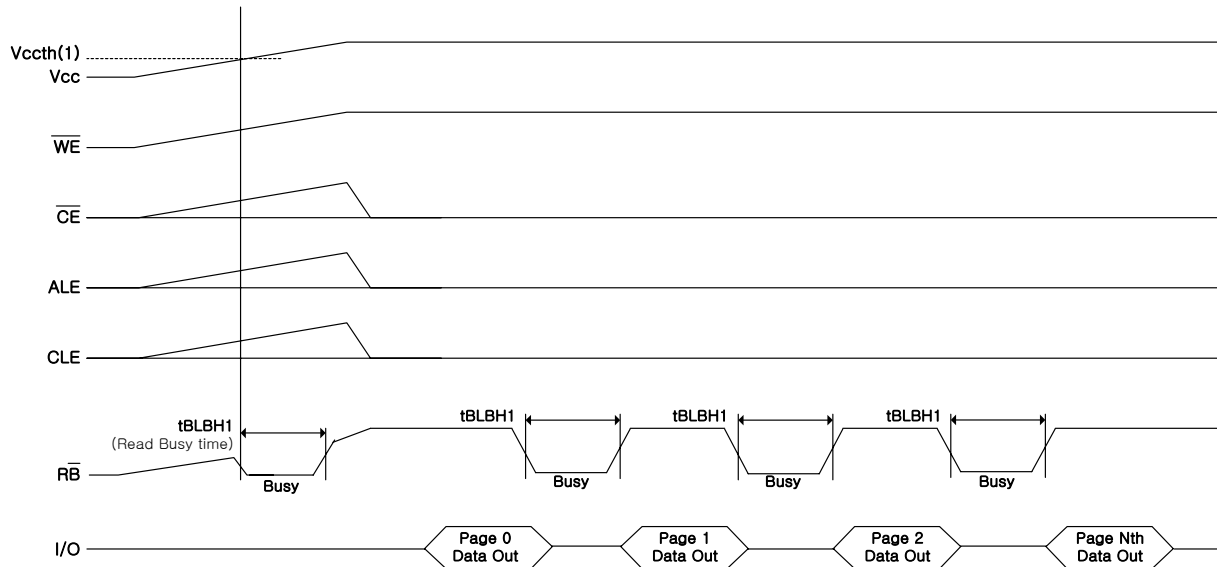 Vccth(1)
Vcc
WE
CE
ALE
CLE
tBLBH1
(Read Busy time)
tBLBH1
tBLBH1
tBLBH1
RB
Busy
Busy
Busy
Busy
I/O
Page 0
Data Out
Page 1
Data Out
Page 2
Data Out
Page Nth
Data Out